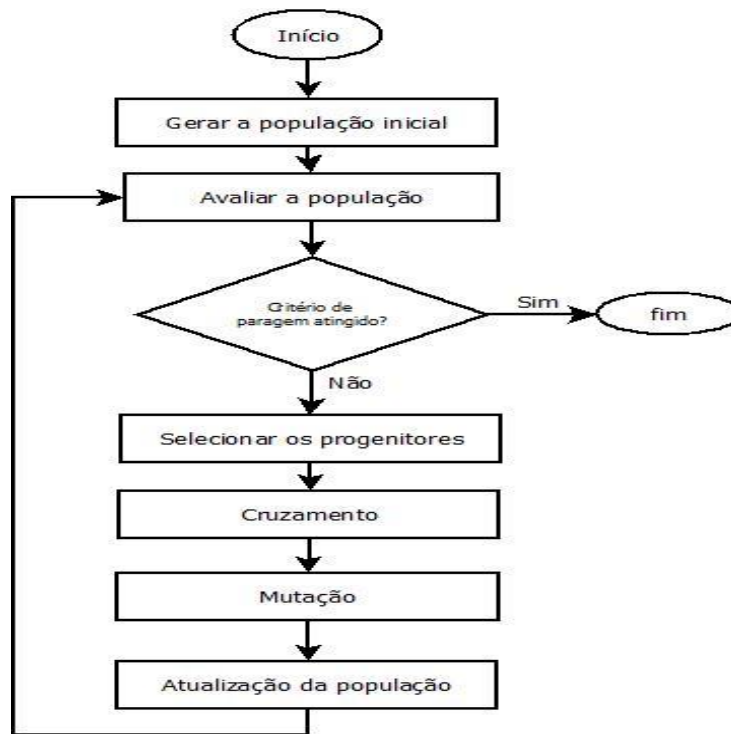 Início
Gerar a população inicial
Avaliar a população
Critério de
paragem atingido?
Sim
fim
Não
Selecionar os progenitores
Cruzamento
Mutação
Atualização da população